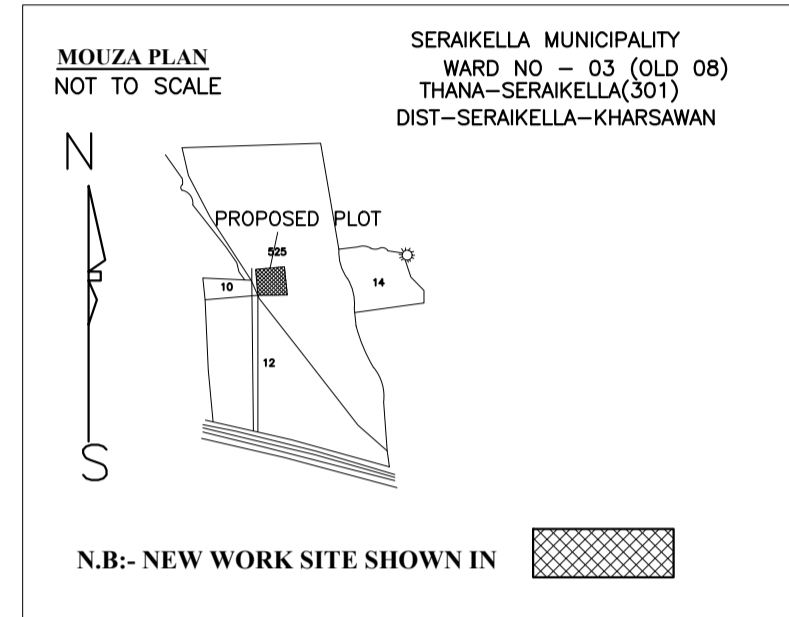 MOUZA PLAN
NOT TO SCALE
SERAIKELLA MUNICIPALITY
WARD NO – 03 (OLD 08)
THANA–SERAIKELLA(301)
DIST–SERAIKELLA–KHARSAWAN
N
PROPOSED PLOT
525
10
14
12
S
N.B:- NEW WORK SITE SHOWN IN